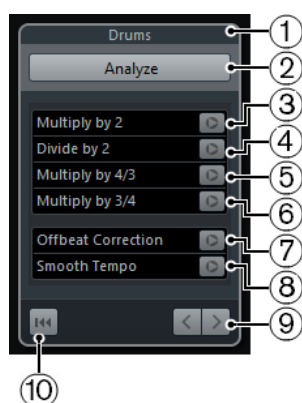 Drums
1
Analyze
2
Multiply by 2
3
Divide by 2
4
Multiply by 4/3
5
Multiply by 3/4
6
Offbeat Correction
7
Smooth Tempo
8
9
10